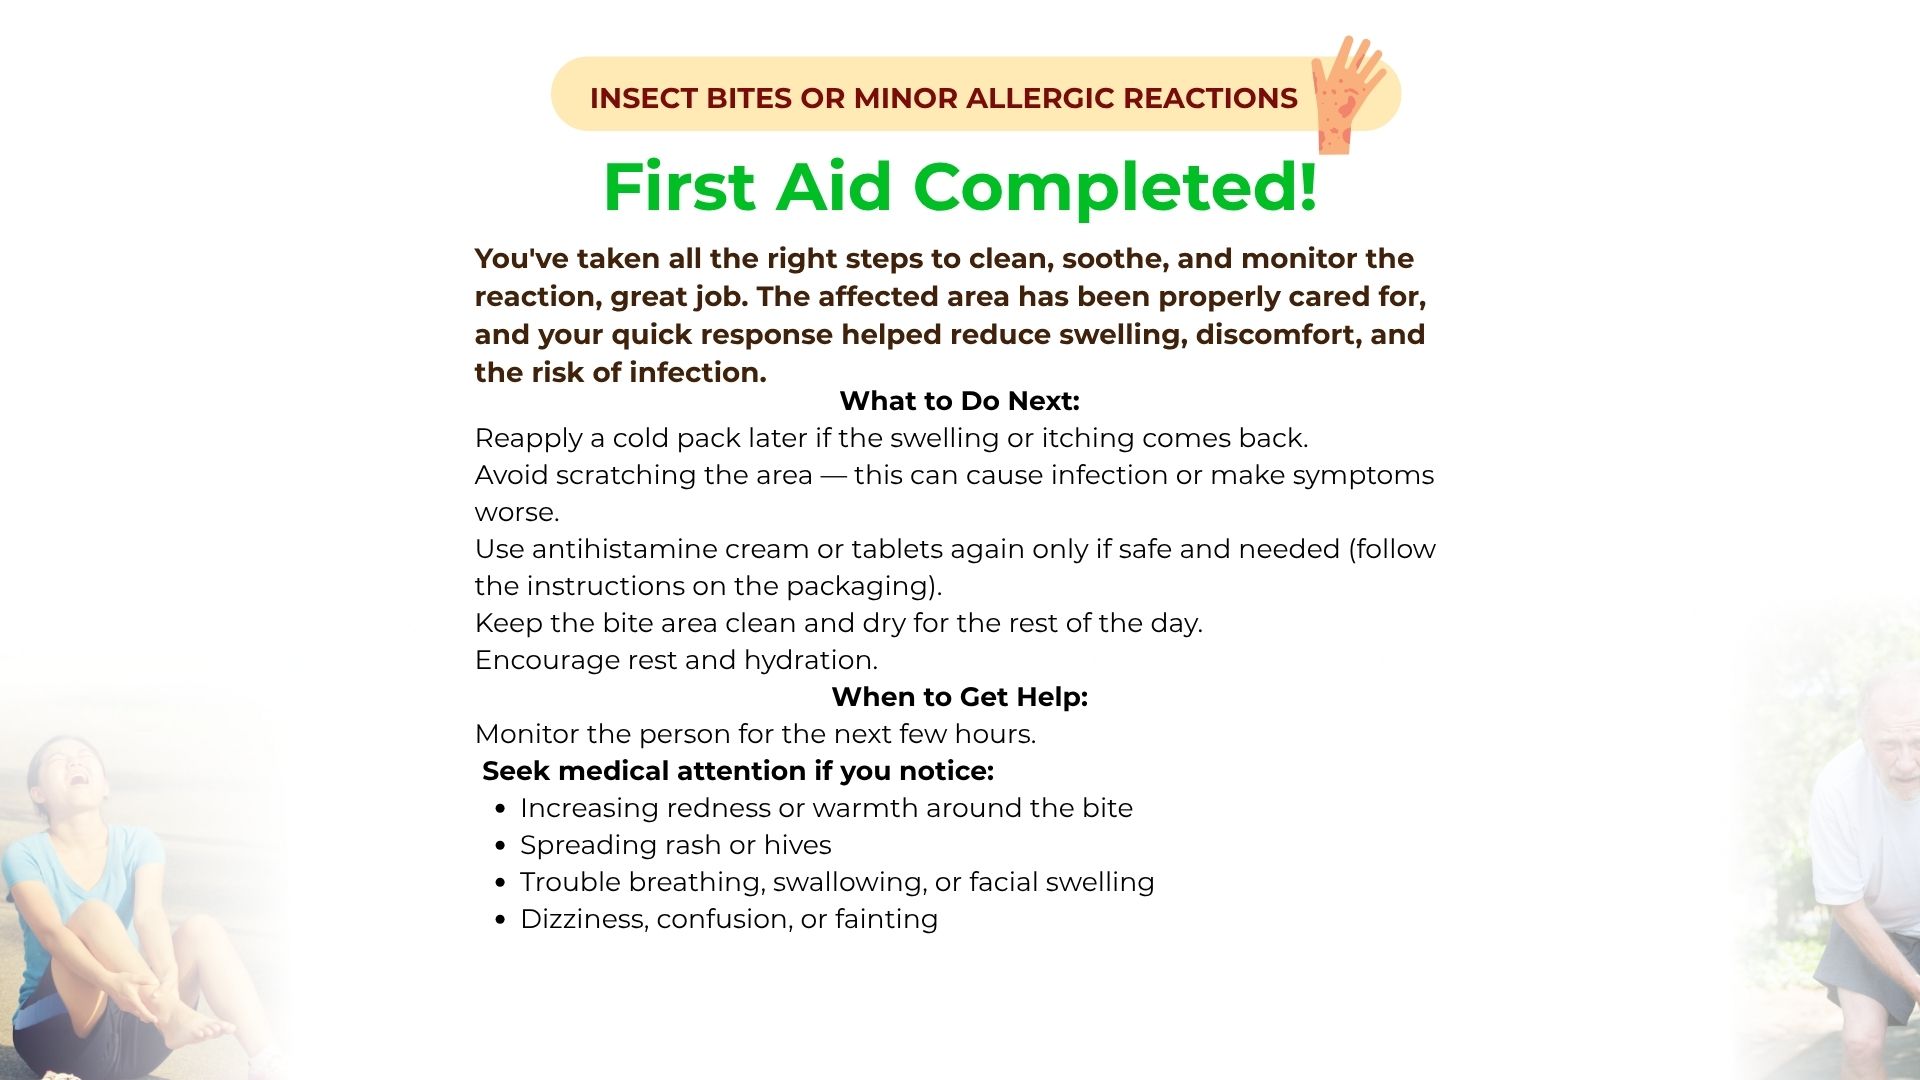 INSECT BITES OR MINOR ALLERGIC REACTIONS
First Aid Completed!
You've taken all the right steps to clean, soothe, and monitor the
reaction, great job. The affected area has been properly cared for,
and your quick response helped reduce swelling, discomfort, and
the risk of infection.
What to Do Next:
Reapply a cold pack later if the swelling or itching comes back.
Avoid scratching the area — this can cause infection or make symptoms
worse.
Use antihistamine cream or tablets again only if safe and needed (follow
the instructions on the packaging).
Keep the bite area clean and dry for the rest of the day.
Encourage rest and hydration.
When to Get Help:
Monitor the person for the next few hours.
Seek medical attention if you notice:
• Increasing redness or warmth around the bite
• Spreading rash or hives
• Trouble breathing, swallowing, or facial swelling
• Dizziness, confusion, or fainting